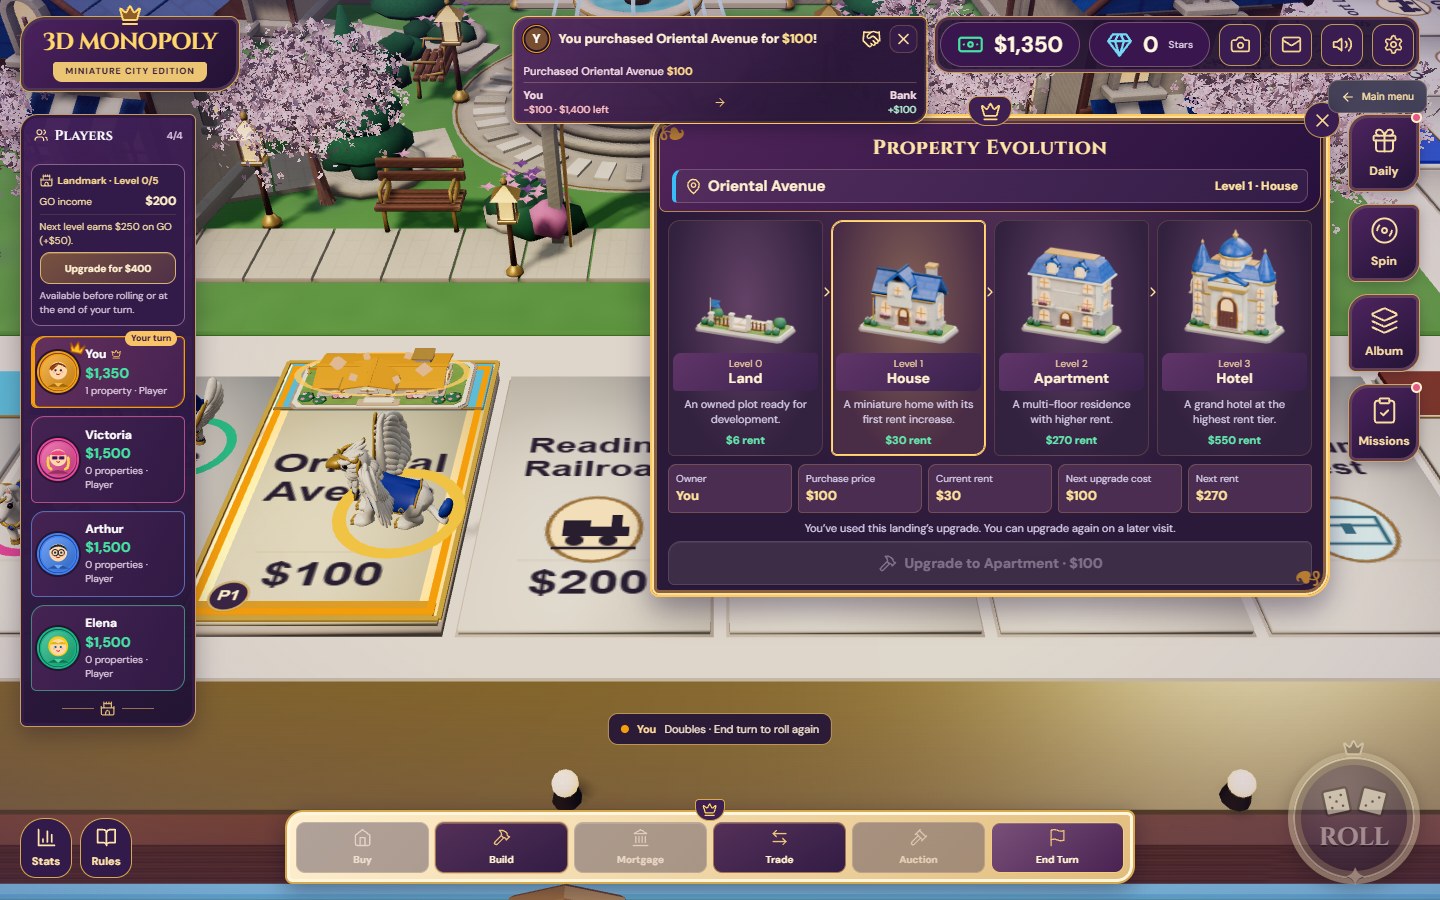 3D MONOPOLY
MINIATURE CITY EDITION
Y
You purchased Oriental Avenue for $100!
Purchased Oriental Avenue $100
You
Bank
-$100 · $1,400 left
+$100
$1,350
0 Stars
Main menu
PLAYERS
4/4
Landmark · Level 0/5
GO income
$200
Next level earns $250 on GO
(+$50).
Upgrade for $400
Available before rolling or at
the end of your turn.
Your turn
You
$1,350
1 property · Player
Victoria
$1,500
0 properties ·
Player
Arthur
$1,500
0 properties ·
Player
Elena
$1,500
0 properties ·
Player
PROPERTY EVOLUTION
Oriental Avenue
Level 1 · House
Level 0
Land
An owned plot ready for
development.
$6 rent
Level 1
House
A miniature home with its
first rent increase.
$30 rent
Level 2
Apartment
A multi-floor residence
with higher rent.
$270 rent
Level 3
Hotel
A grand hotel at the
highest rent tier.
$550 rent
Owner
You
Purchase price
$100
Current rent
$30
Next upgrade cost
$100
Next rent
$270
You've used this landing's upgrade. You can upgrade again on a later visit.
Upgrade to Apartment · $100
Daily
Spin
Album
Missions
$100
P1
$200
You Doubles · End turn to roll again
Stats
Rules
Buy
Build
Mortgage
Trade
Auction
End Turn
ROLL